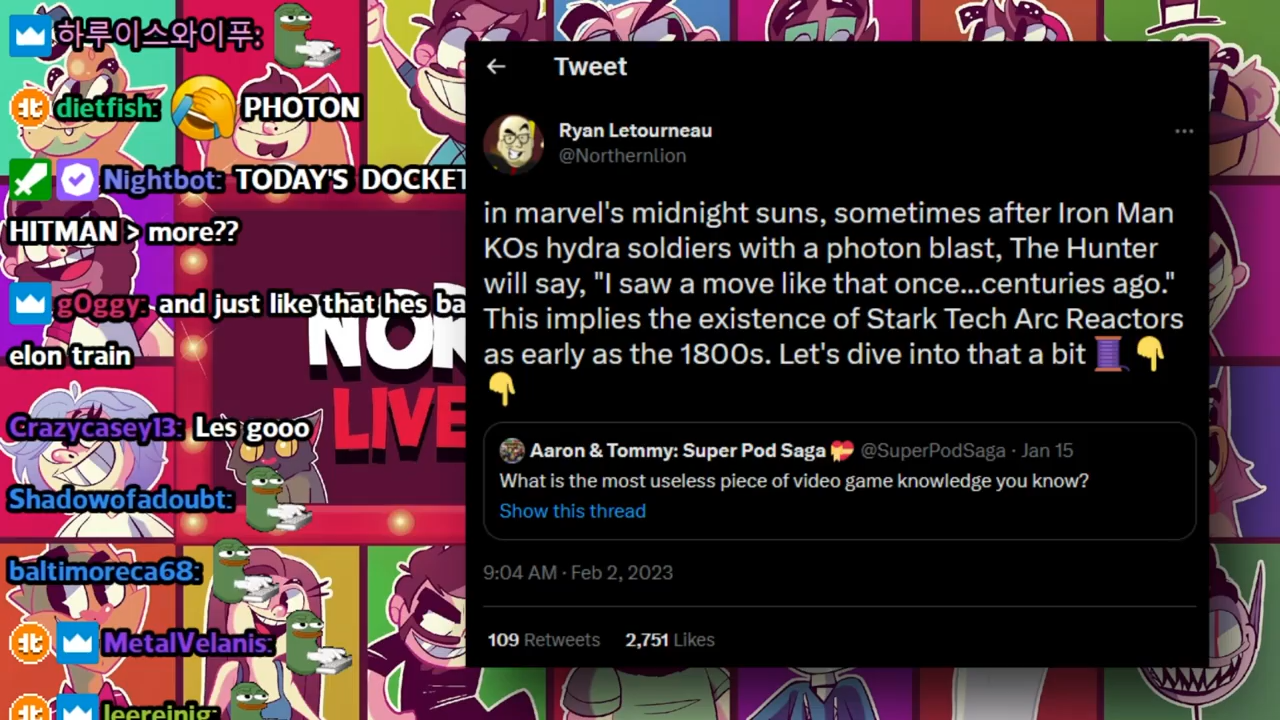 하루이스와이푸:
dietfish: PHOTON
Nightbot: TODAY'S DOCKET
HITMAN > more??
g0ggy: and just like that hes ba
elon train
Crazycasey13: Les gooo
Shadowofadoubt:
baltimoreca68:
MetalVelanis:
leereinig:
NOR
LIVE
← Tweet
Ryan Letourneau
@Northernlion
in marvel's midnight suns, sometimes after Iron Man
KOs hydra soldiers with a photon blast, The Hunter
will say, "I saw a move like that once...centuries ago."
This implies the existence of Stark Tech Arc Reactors
as early as the 1800s. Let's dive into that a bit 🧵👇
👇
Aaron & Tommy: Super Pod Saga 💝 @SuperPodSaga · Jan 15
What is the most useless piece of video game knowledge you know?
Show this thread
9:04 AM · Feb 2, 2023
109 Retweets 2,751 Likes